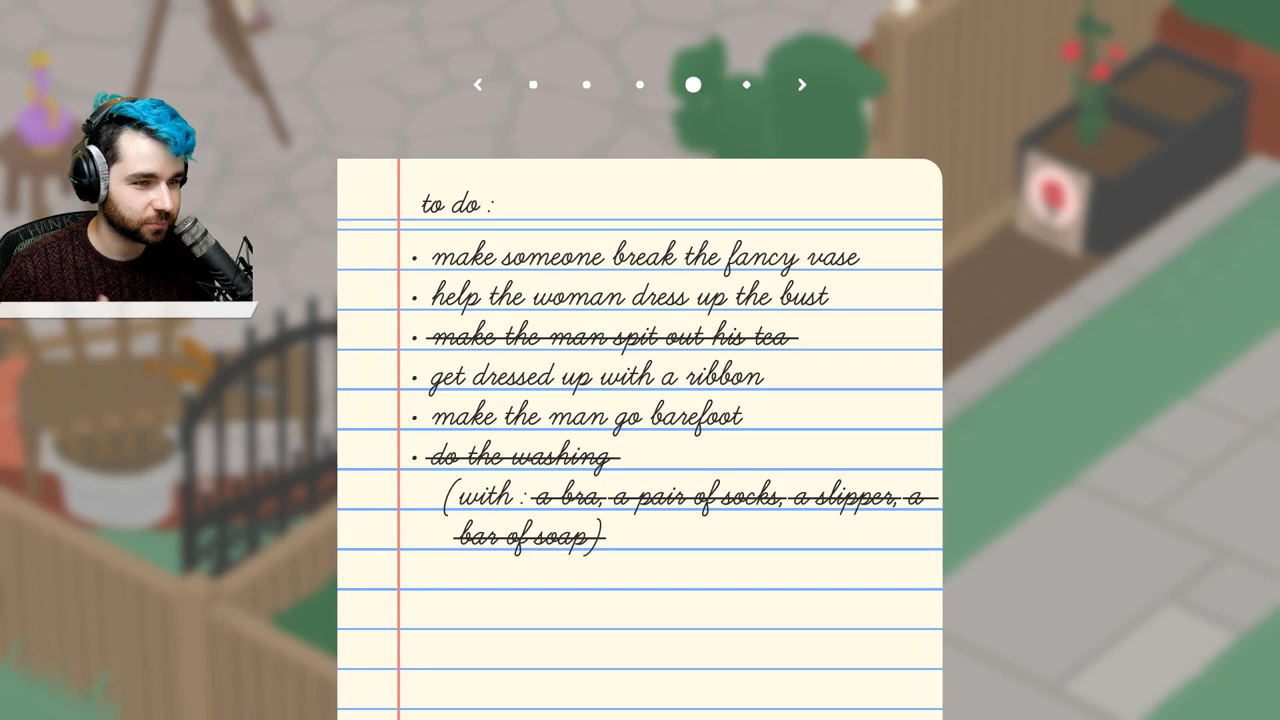 to do :
• make someone break the fancy vase
• help the woman dress up the bust
• make the man spit out his tea
• get dressed up with a ribbon
• make the man go barefoot
• do the washing
(with : a bra, a pair of socks, a slipper, a
bar of soap)